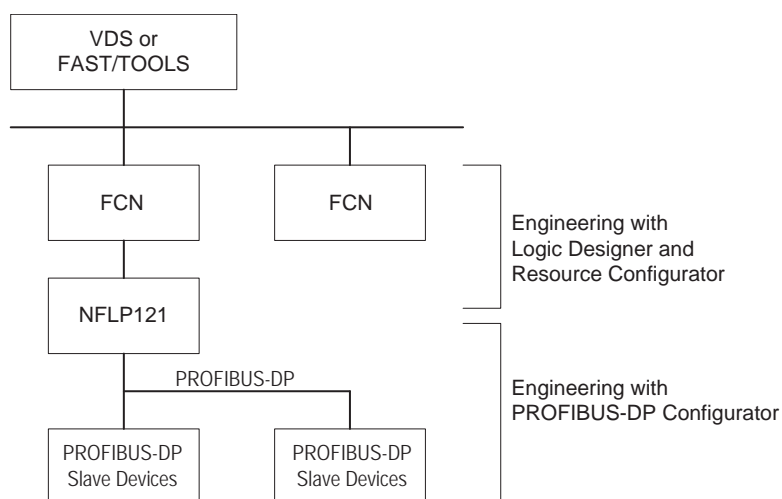 VDS or
FAST/TOOLS
FCN
FCN
Engineering with
Logic Designer and
Resource Configurator
NFLP121
PROFIBUS-DP
Engineering with
PROFIBUS-DP Configurator
PROFIBUS-DP
Slave Devices
PROFIBUS-DP
Slave Devices